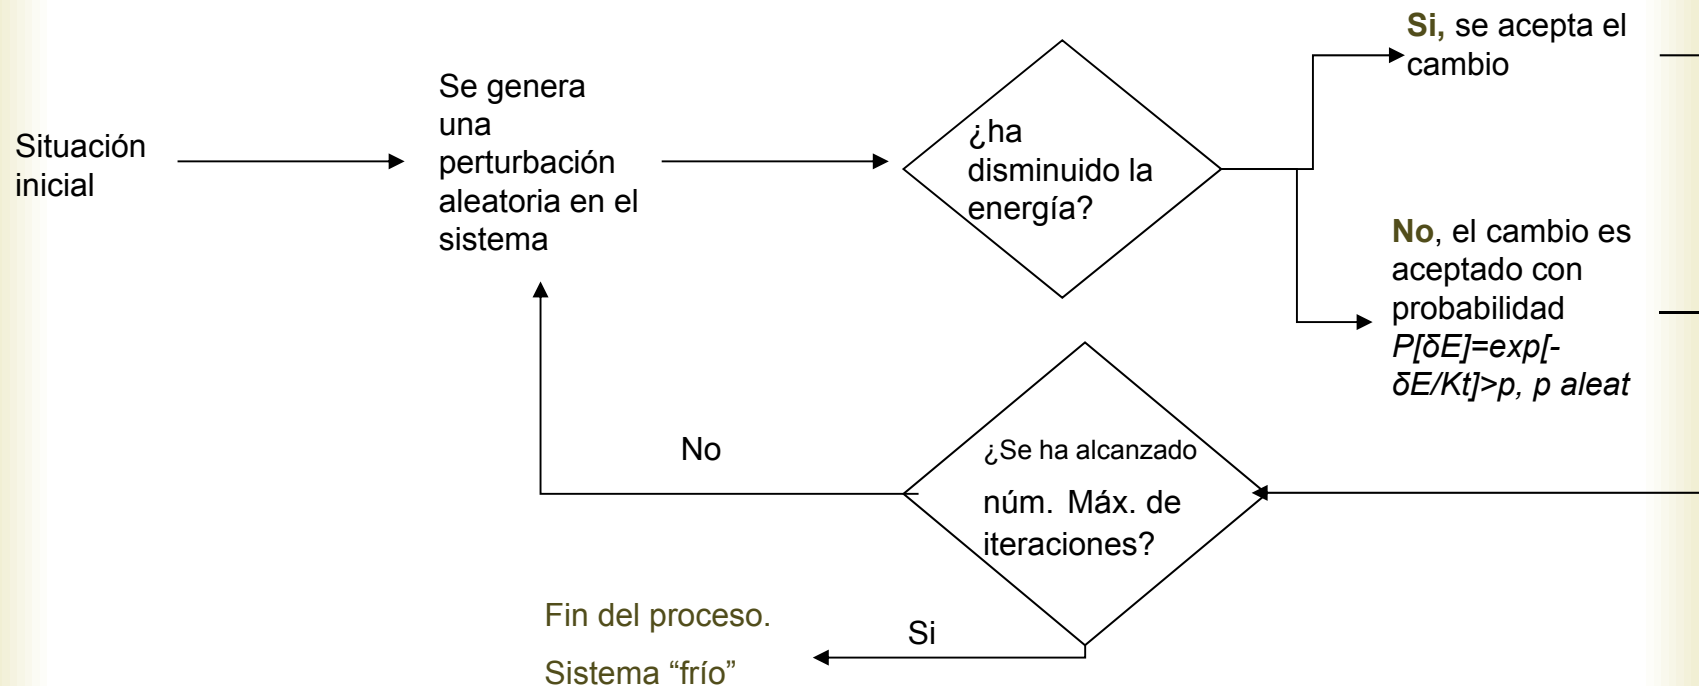 Situación
inicial
Se genera
una
perturbación
aleatoria en el
sistema
¿ha
disminuido la
energía?
Si, se acepta el
cambio
No, el cambio es
aceptado con
probabilidad
P[δE]=exp[-
δE/Kt]>p, p aleat
¿Se ha alcanzado
núm. Máx. de
iteraciones?
No
Si
Fin del proceso.
Sistema “frío”